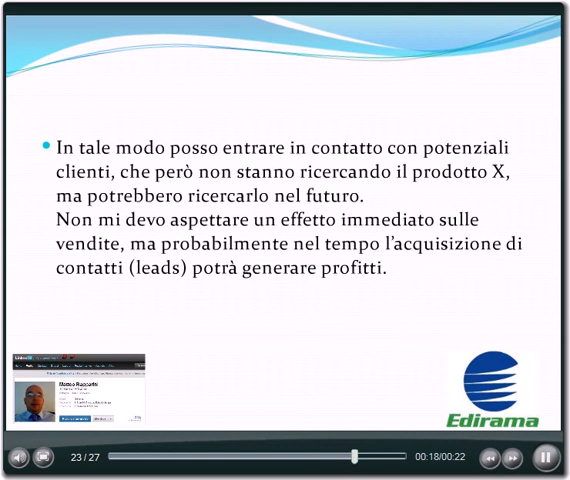 In tale modo posso entrare in contatto con potenziali
clienti, che però non stanno ricercando il prodotto X,
ma potrebbero ricercarlo nel futuro.
Non mi devo aspettare un effetto immediato sulle
vendite, ma probabilmente nel tempo l'acquisizione di
contatti (leads) potrà generare profitti.
Matteo Rapparini
Edirama
23 / 27
00:18/00:22